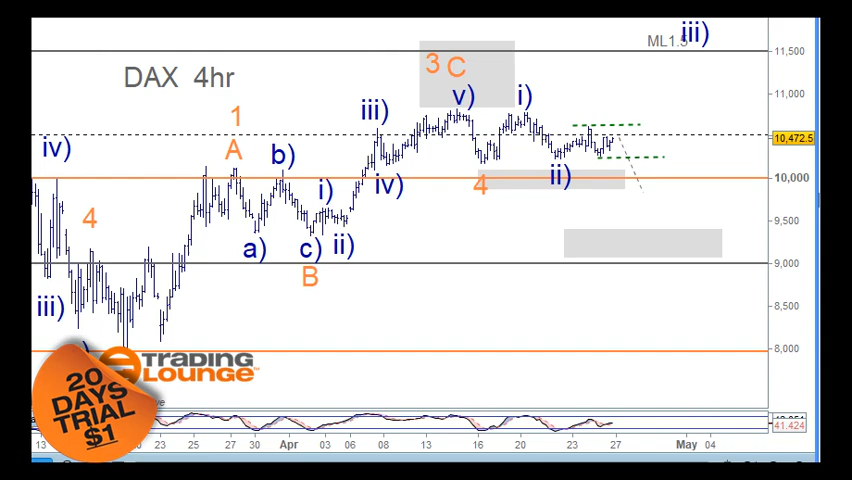 iii)
ML1.5
11,500
DAX 4hr
3 C
11,000
v)
i)
iii)
1
10,472.5
iv)
A
b)
ii)
10,000
iv)
4
i)
4
9,500
a)
c)
ii)
9,000
B
iii)
8,500
TRADING
LOUNGE™
8,000
20
DAYS
TRIAL
$1
41.424
13
23
25
27
30
Apr
03
06
08
13
16
20
23
27
May
04